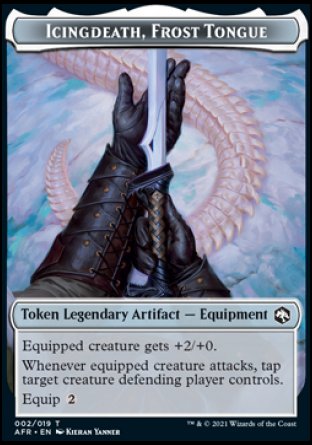 Icingdeath, Frost Tongue
Token Legendary Artifact — Equipment
Equipped creature gets +2/+0.
Whenever equipped creature attacks, tap
target creature defending player controls.
Equip 2
002/019 T
AFR • EN Kieran Yanner
™ & © 2021 Wizards of the Coast